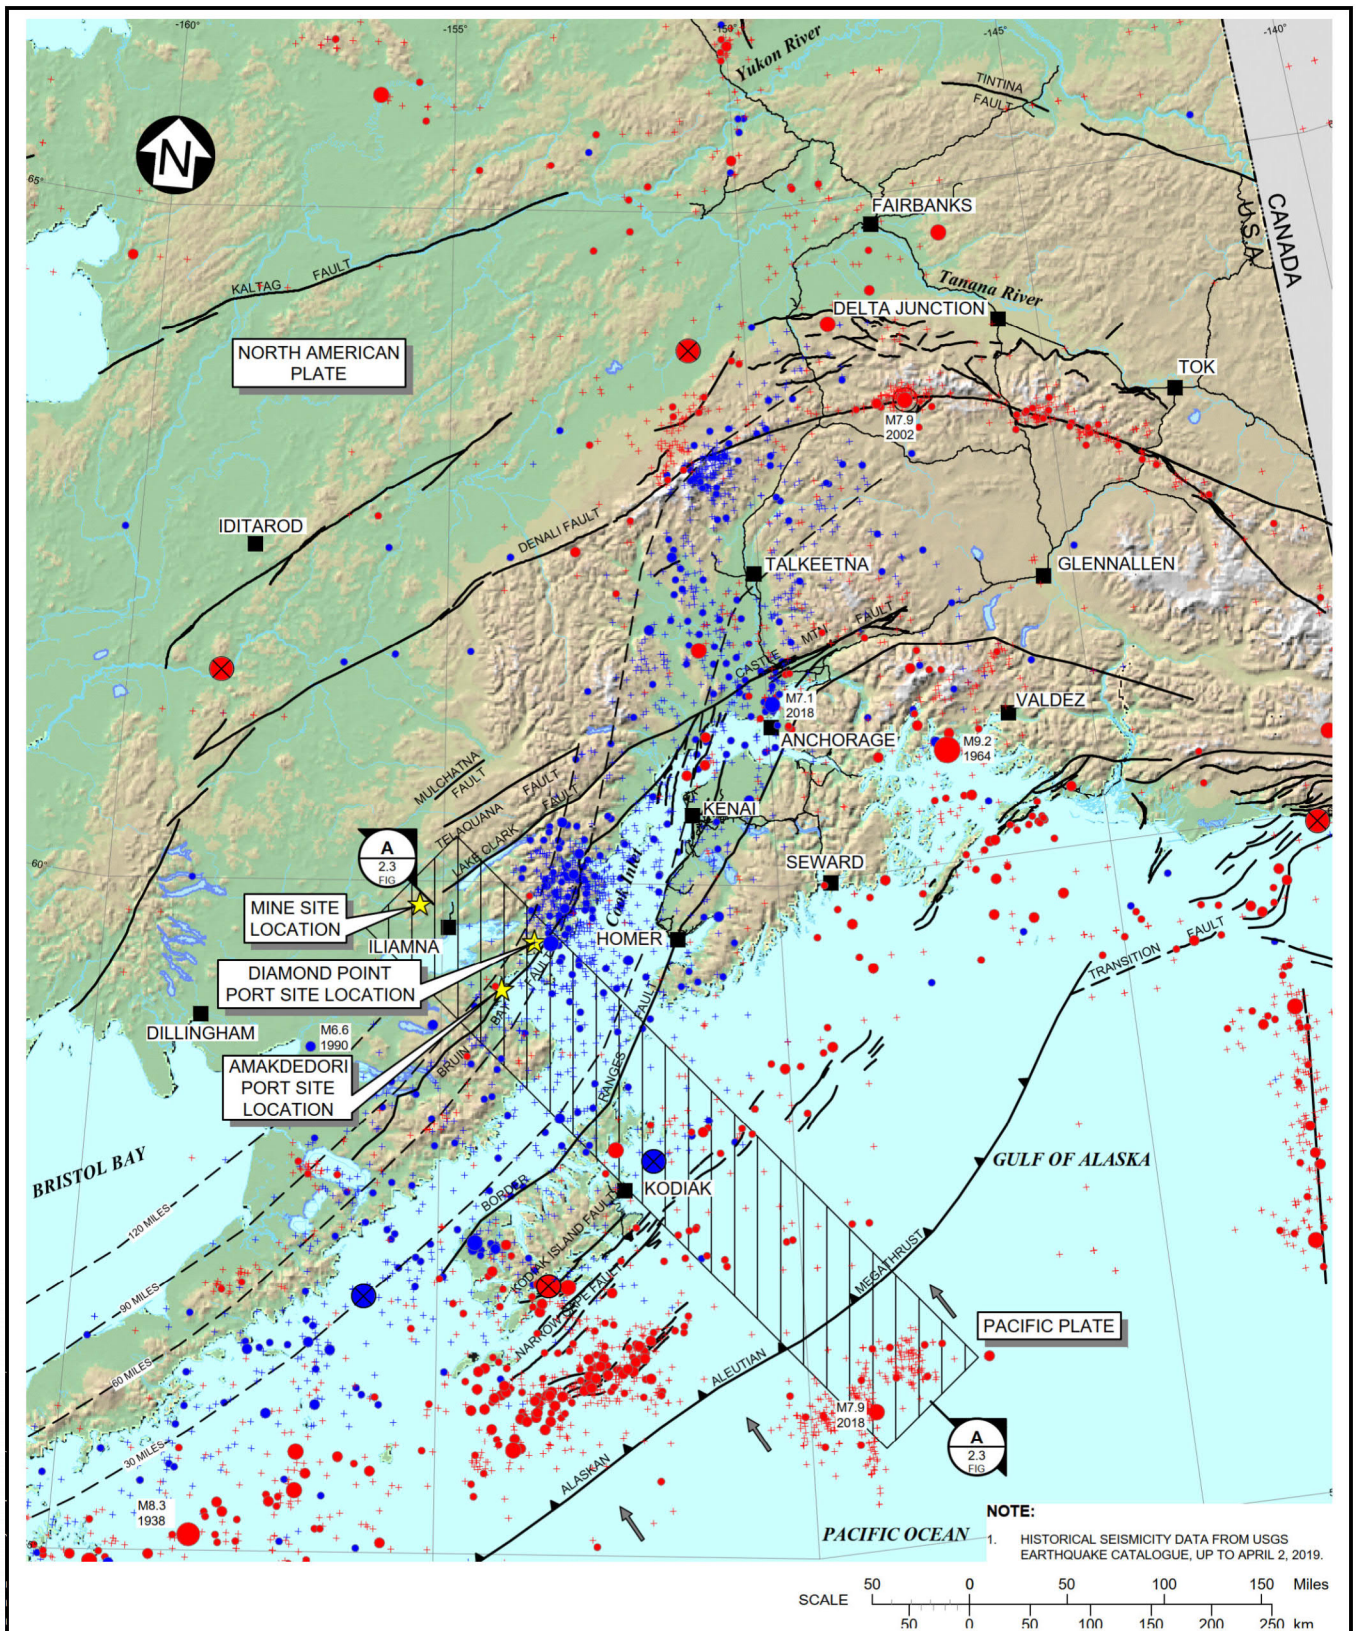 -160°
-155°
-150°
-145°
-140°
Yukon River
TINTINA
FAULT
N
65°
CANADA
U.S.A
FAIRBANKS
KALTAG FAULT
Tanana River
DELTA JUNCTION
NORTH AMERICAN
PLATE
TOK
M7.9
2002
IDITAROD
DENALI FAULT
TALKEETNA
GLENNALLEN
CASTLE MTN FAULT
M7.1
2018
VALDEZ
ANCHORAGE
M9.2
1964
MULCHATNA
FAULT
TELAQUANA FAULT
LAKE CLARK FAULT
KENAI
A
2.3
FIG
60°
SEWARD
Cook Inlet
MINE SITE
LOCATION
ILIAMNA
HOMER
TRANSITION FAULT
DIAMOND POINT
PORT SITE LOCATION
DILLINGHAM
M6.6
1990
BRUIN BAY FAULT
AMAKDEDORI
PORT SITE
LOCATION
BORDER RANGES FAULT
BRISTOL BAY
GULF OF ALASKA
KODIAK
120 MILES
KODIAK ISLAND FAULT
90 MILES
NARROW CAPE FAULT
60 MILES
30 MILES
PACIFIC PLATE
ALASKAN ALEUTIAN MEGATHRUST
M7.9
2018
A
2.3
FIG
M8.3
1938
PACIFIC OCEAN
NOTE:
1. HISTORICAL SEISMICITY DATA FROM USGS
EARTHQUAKE CATALOGUE, UP TO APRIL 2, 2019.
SCALE
50 0 50 100 150 Miles
50 0 50 100 150 200 250 km